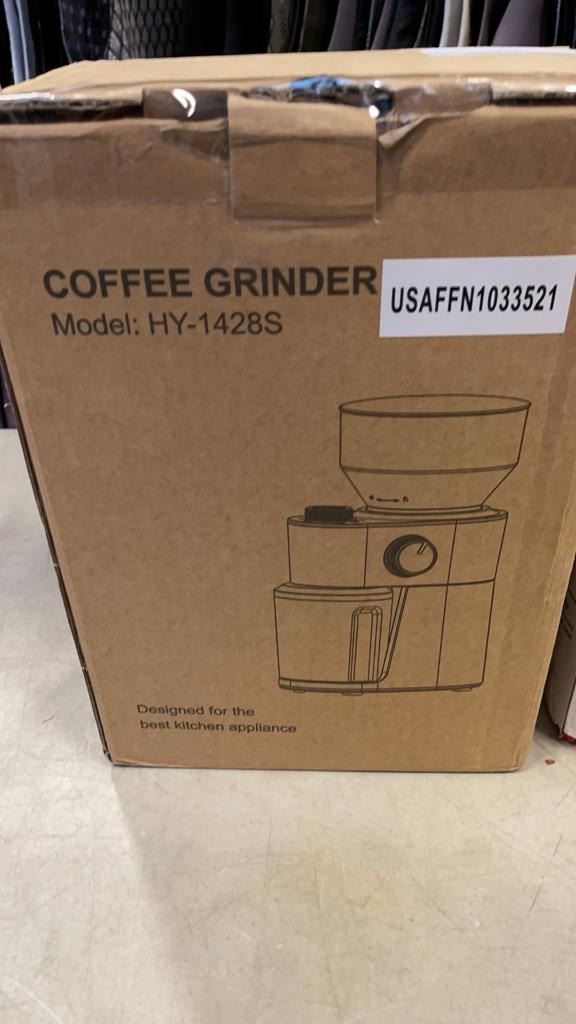 COFFEE GRINDER
USAFFN1033521
Model: HY-1428S
Designed for the
best kitchen appliance